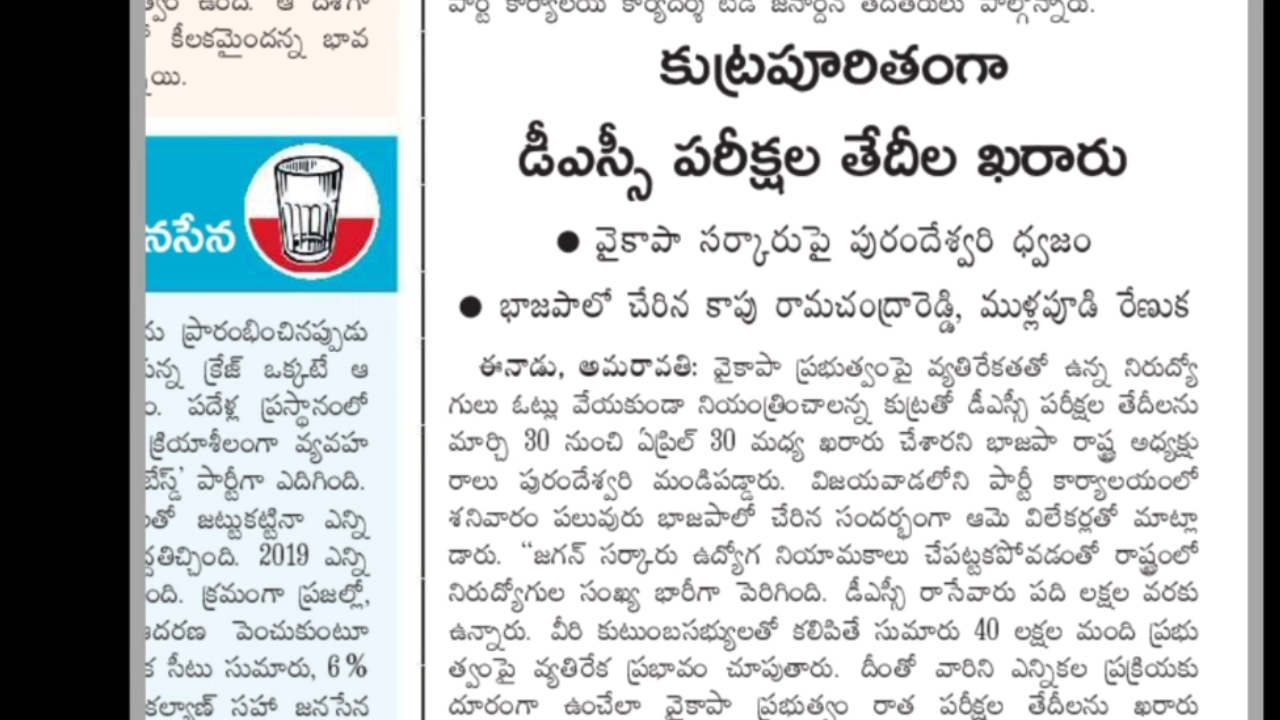 కీలకమైందన్న భావ
పార్టీ కార్యాలయ కార్యదర్శి
కుట్రపూరితంగా
డీఎస్సీ పరీక్షల తేదీల ఖరారు
● వైకాపా సర్కారుపై పురందేశ్వరి ధ్వజం
● భాజపాలో చేరిన కాపు రామచంద్రారెడ్డి, ముళ్లపూడి రేణుక
ఈనాడు, అమరావతి: వైకాపా ప్రభుత్వంపై వ్యతిరేకతతో ఉన్న నిరుద్యో
గులు ఓట్లు వేయకుండా నియంత్రించాలన్న కుట్రతో డీఎస్సీ పరీక్షల తేదీలను
మార్చి 30 నుంచి ఏప్రిల్ 30 మధ్య ఖరారు చేశారని భాజపా రాష్ట్ర అధ్యక్షు
రాలు పురందేశ్వరి మండిపడ్డారు. విజయవాడలోని పార్టీ కార్యాలయంలో
శనివారం పలువురు భాజపాలో చేరిన సందర్భంగా ఆమె విలేకర్లతో మాట్లా
డారు. “జగన్ సర్కారు ఉద్యోగ నియామకాలు చేపట్టకపోవడంతో రాష్ట్రంలో
నిరుద్యోగుల సంఖ్య భారీగా పెరిగింది. డీఎస్సీ రాసేవారు పది లక్షల వరకు
ఉన్నారు. వీరి కుటుంబసభ్యులతో కలిపితే సుమారు 40 లక్షల మంది ప్రభు
త్వంపై వ్యతిరేక ప్రభావం చూపుతారు. దీంతో వారిని ఎన్నికల ప్రక్రియకు
దూరంగా ఉంచేలా వైకాపా ప్రభుత్వం రాత పరీక్షల తేదీలను ఖరారు
నసేన
ప్రారంభించినప్పుడు
క్రేజ్ ఒక్కటే ఆ
పదేళ్ల ప్రస్థానంలో
క్రియాశీలంగా వ్యవహ
పార్టీగా ఎదిగింది.
జట్టుకట్టినా ఎన్ని
2019 ఎన్ని
క్రమంగా ప్రజల్లో,
పెంచుకుంటూ
సీటు సుమారు, 6%
కల్యాణ్ సహా జనసేన